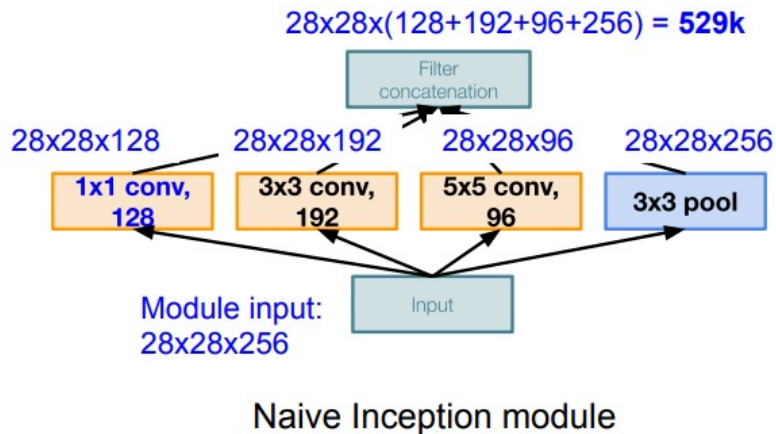 28x28x(128+192+96+256) = 529k
Filter
concatenation
28x28x128
28x28x192
28x28x96
28x28x256
1x1 conv,
128
3x3 conv,
192
5x5 conv,
96
3x3 pool
Module input:
28x28x256
Input
Naive Inception module